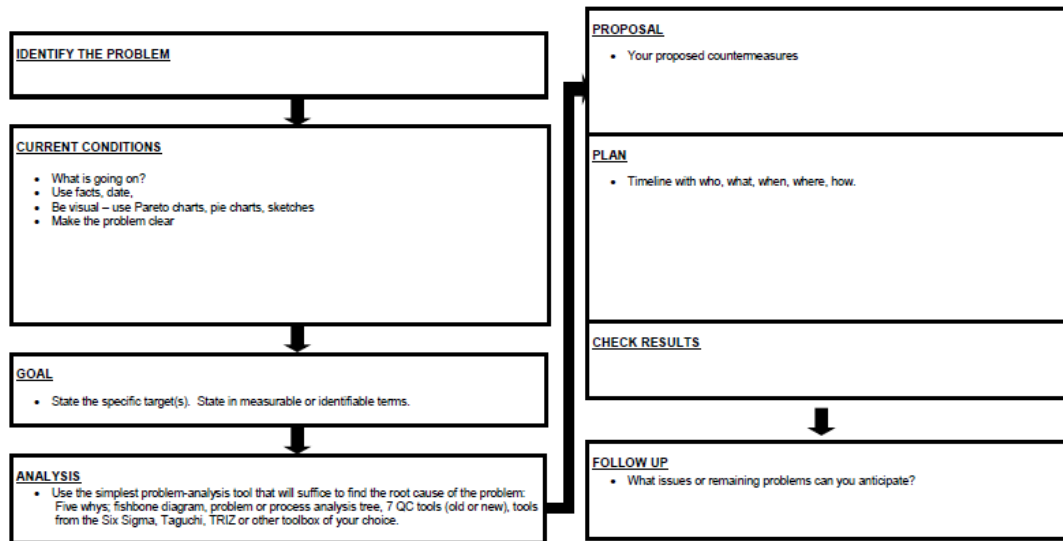 IDENTIFY THE PROBLEM
CURRENT CONDITIONS
• What is going on?
• Use facts, date,
• Be visual – use Pareto charts, pie charts, sketches
• Make the problem clear
GOAL
• State the specific target(s). State in measurable or identifiable terms.
ANALYSIS
• Use the simplest problem-analysis tool that will suffice to find the root cause of the problem:
Five whys; fishbone diagram, problem or process analysis tree, 7 QC tools (old or new), tools
from the Six Sigma, Taguchi, TRIZ or other toolbox of your choice.
PROPOSAL
• Your proposed countermeasures
PLAN
• Timeline with who, what, when, where, how.
CHECK RESULTS
FOLLOW UP
• What issues or remaining problems can you anticipate?